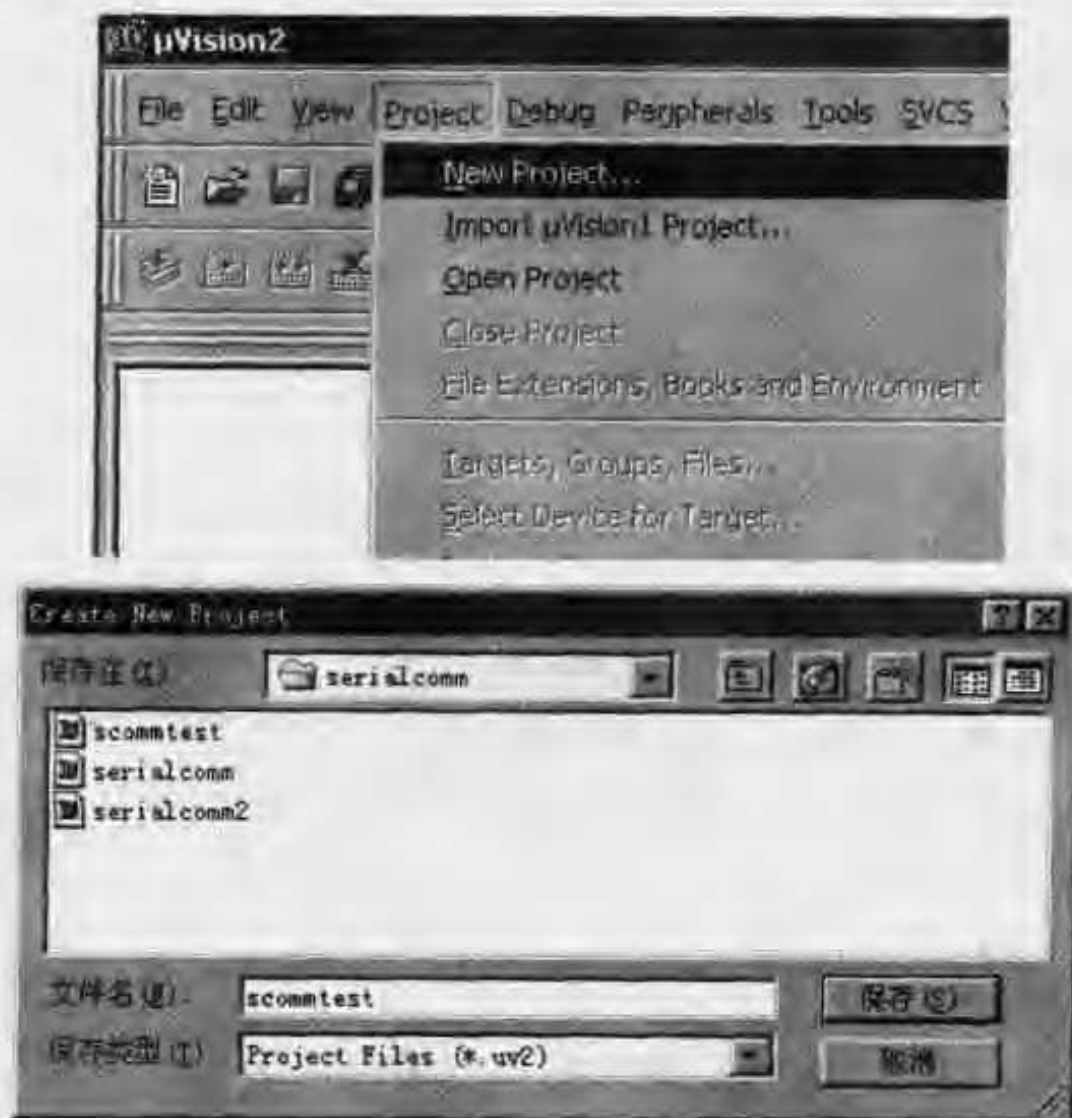 μVision2
File Edit View Project Debug Peripherals Tools SVCS
New Project...
Import μVision1 Project...
Open Project
Close Project
File Extensions, Books and Environment
Targets, Groups, Files...
Select Device for Target...
Create New Project
保存在(I)
serialcomm
scommtest
serialcomm
serialcomm2
文件名(N):
scommtest
保存(S)
保存类型(T)
Project Files (*.uv2)
取消